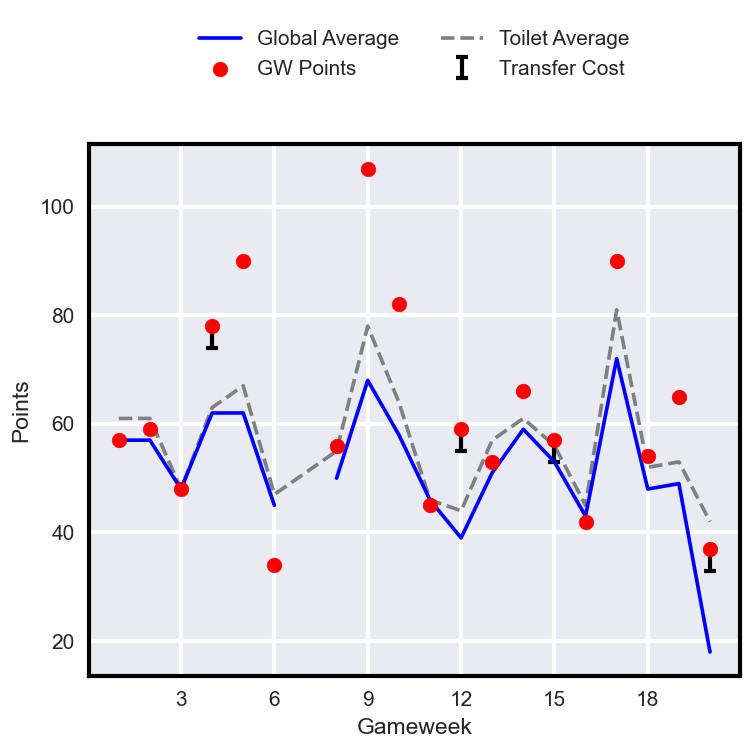 Global Average
Toilet Average
GW Points
Transfer Cost
100
80
60
40
20
Points
3 6 9 12 15 18
Gameweek